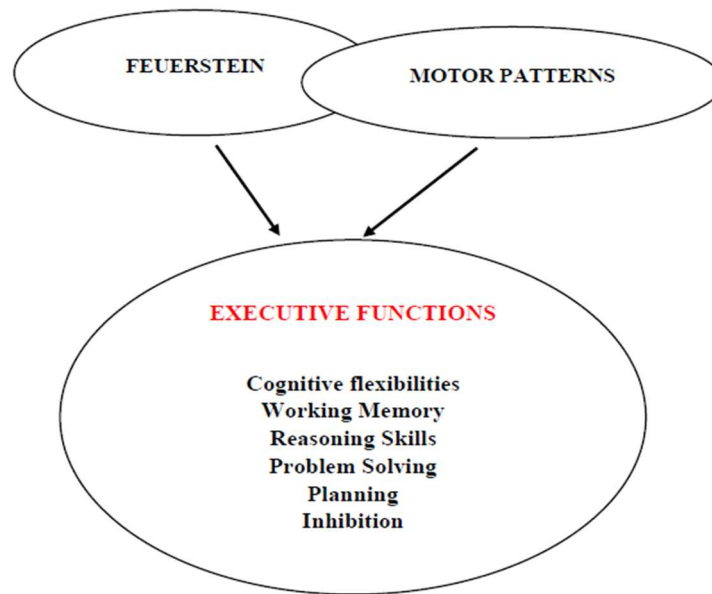 FEUERSTEIN
MOTOR PATTERNS
EXECUTIVE FUNCTIONS
Cognitive flexibilities
Working Memory
Reasoning Skills
Problem Solving
Planning
Inhibition